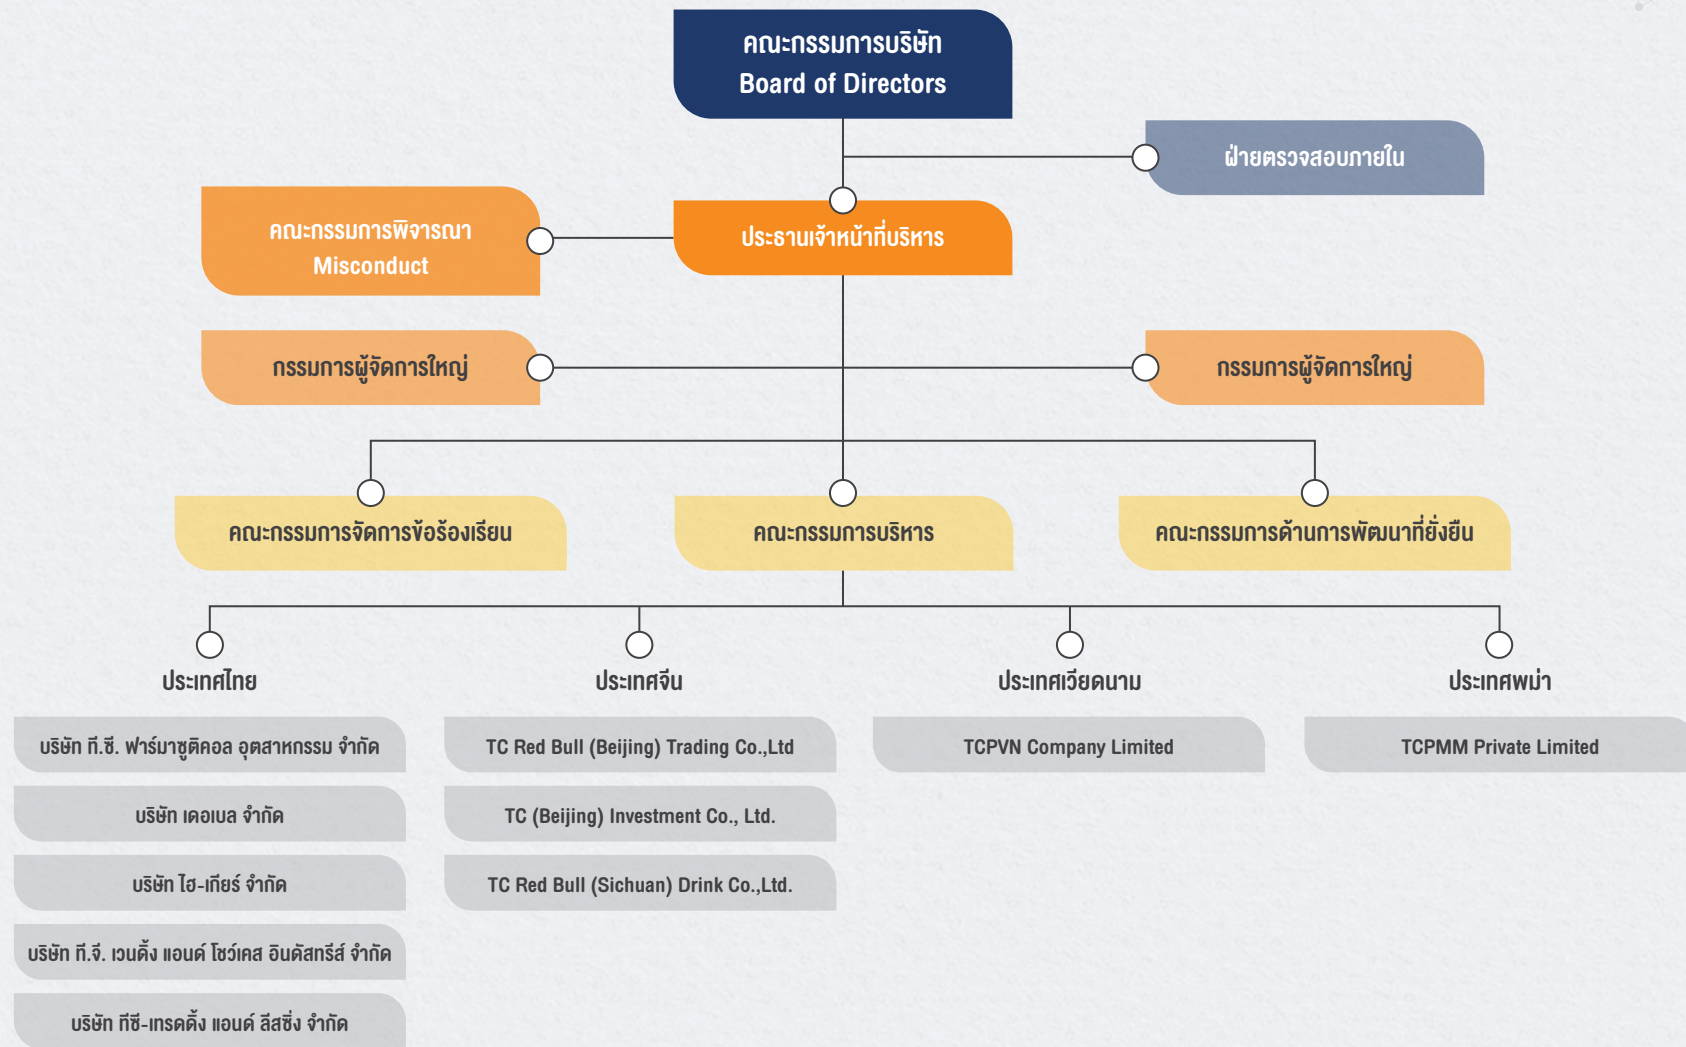 คณะกรรมการบริษัท
Board of Directors
ฝ่ายตรวจสอบภายใน
คณะกรรมการพิจารณา
Misconduct
ประธานเจ้าหน้าที่บริหาร
กรรมการผู้จัดการใหญ่
กรรมการผู้จัดการใหญ่
คณะกรรมการจัดการข้อร้องเรียน
คณะกรรมการบริหาร
คณะกรรมการด้านการพัฒนาที่ยั่งยืน
ประเทศไทย
บริษัท ที.ซี. ฟาร์มาซูติคอล อุตสาหกรรม จำกัด
บริษัท เดอเบล จำกัด
บริษัท ไฮ-เกียร์ จำกัด
บริษัท ที.จี. เวนดิ้ง แอนด์ โชว์เคส อินดัสทรีส์ จำกัด
บริษัท ทีซี-เทรดดิ้ง แอนด์ ลีสซิ่ง จำกัด
ประเทศจีน
TC Red Bull (Beijing) Trading Co.,Ltd
TC (Beijing) Investment Co., Ltd.
TC Red Bull (Sichuan) Drink Co.,Ltd.
ประเทศเวียดนาม
TCPVN Company Limited
ประเทศพม่า
TCPMM Private Limited